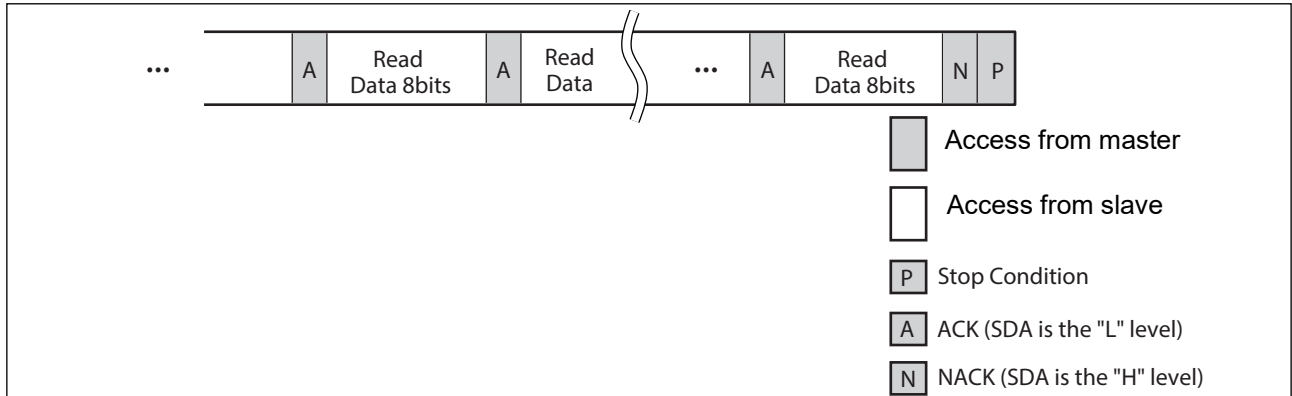 ... A Read Data 8bits A Read Data ... A Read Data 8bits N P
Access from master
Access from slave
P Stop Condition
A ACK (SDA is the "L" level)
N NACK (SDA is the "H" level)